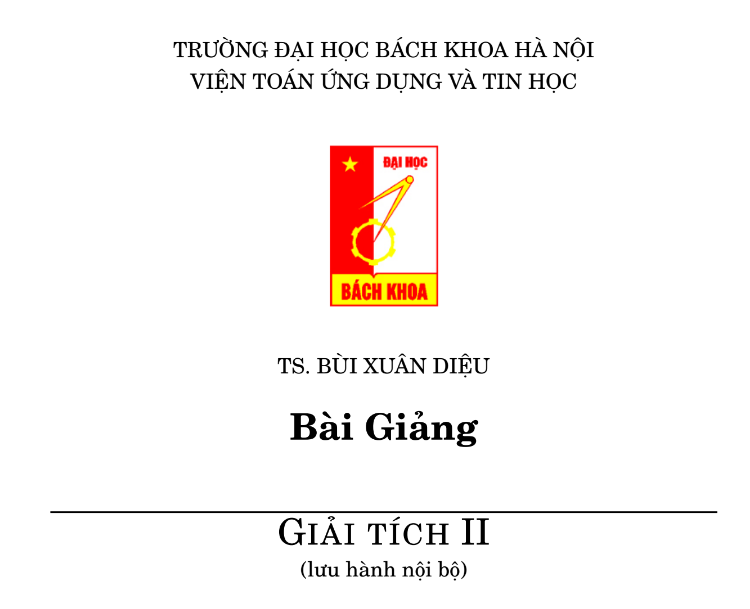 TRƯỜNG ĐẠI HỌC BÁCH KHOA HÀ NỘI
VIỆN TOÁN ỨNG DỤNG VÀ TIN HỌC
ĐẠI HỌC
BÁCH KHOA
TS. BÙI XUÂN DIỆU
Bài Giảng
GIẢI TÍCH II
(lưu hành nội bộ)